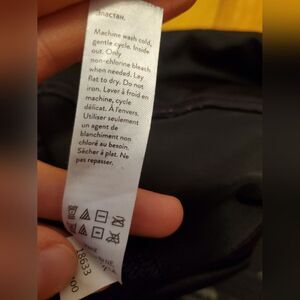 эластан.
Machine wash cold,
gentle cycle. Inside
out. Only
non-chlorine bleach
when needed. Lay
flat to dry. Do not
iron. Laver à froid en
machine, cycle
délicat. À l'envers.
Utiliser seulement
un agent de
blanchiment non
chloré au besoin.
Sécher à plat. Ne
pas repasser.
18633